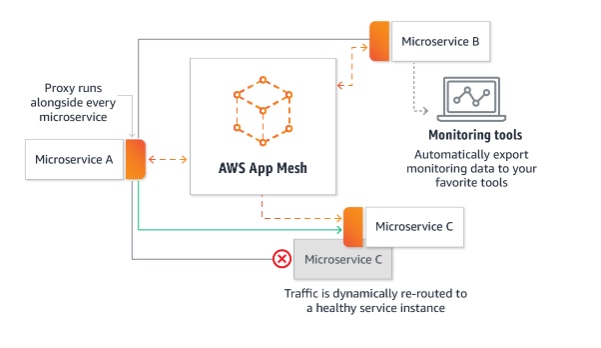 Microservice B
Proxy runs
alongside every
microservice
Monitoring tools
Automatically export
monitoring data to your
favorite tools
Microservice A
AWS App Mesh
Microservice C
Microservice C
Traffic is dynamically re-routed to
a healthy service instance